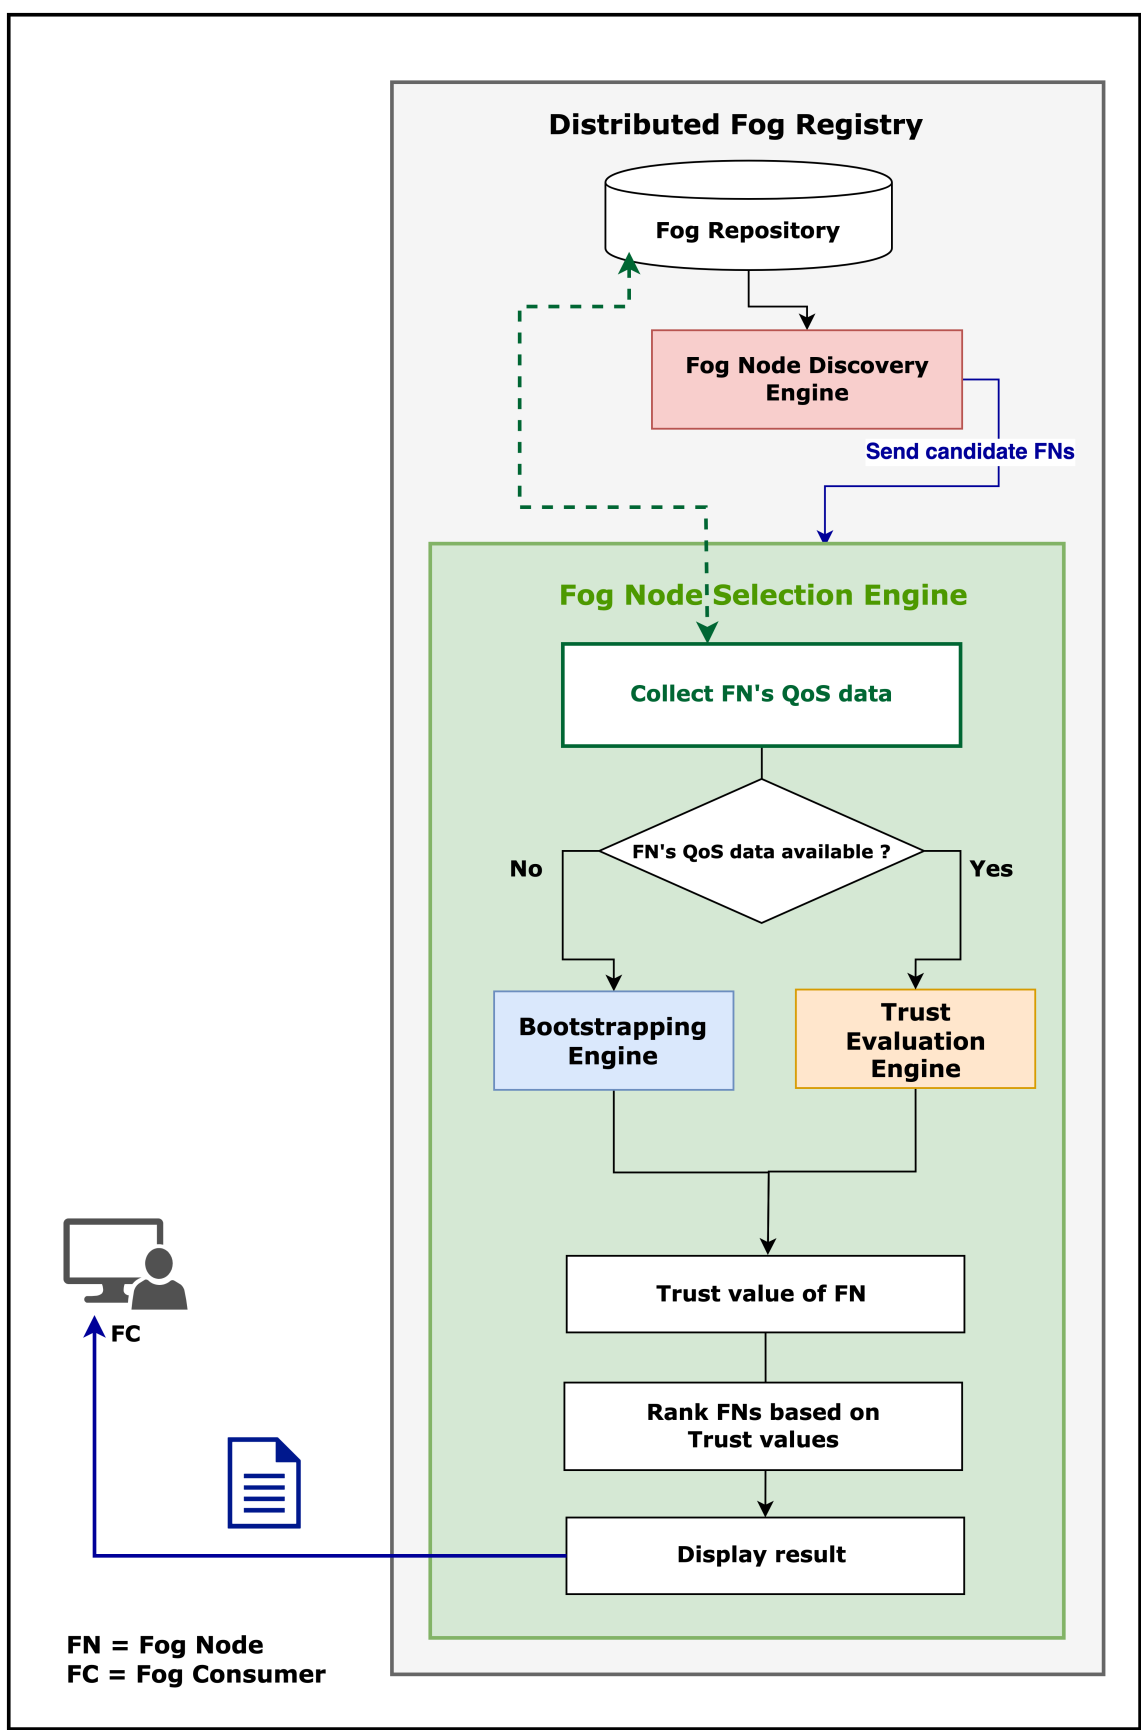 Distributed Fog Registry
Fog Repository
Fog Node Discovery
Engine
Send candidate FNs
Fog Node Selection Engine
Collect FN's QoS data
FN's QoS data available ?
No
Yes
Bootstrapping
Engine
Trust
Evaluation
Engine
Trust value of FN
FC
Rank FNs based on
Trust values
Display result
FN = Fog Node
FC = Fog Consumer